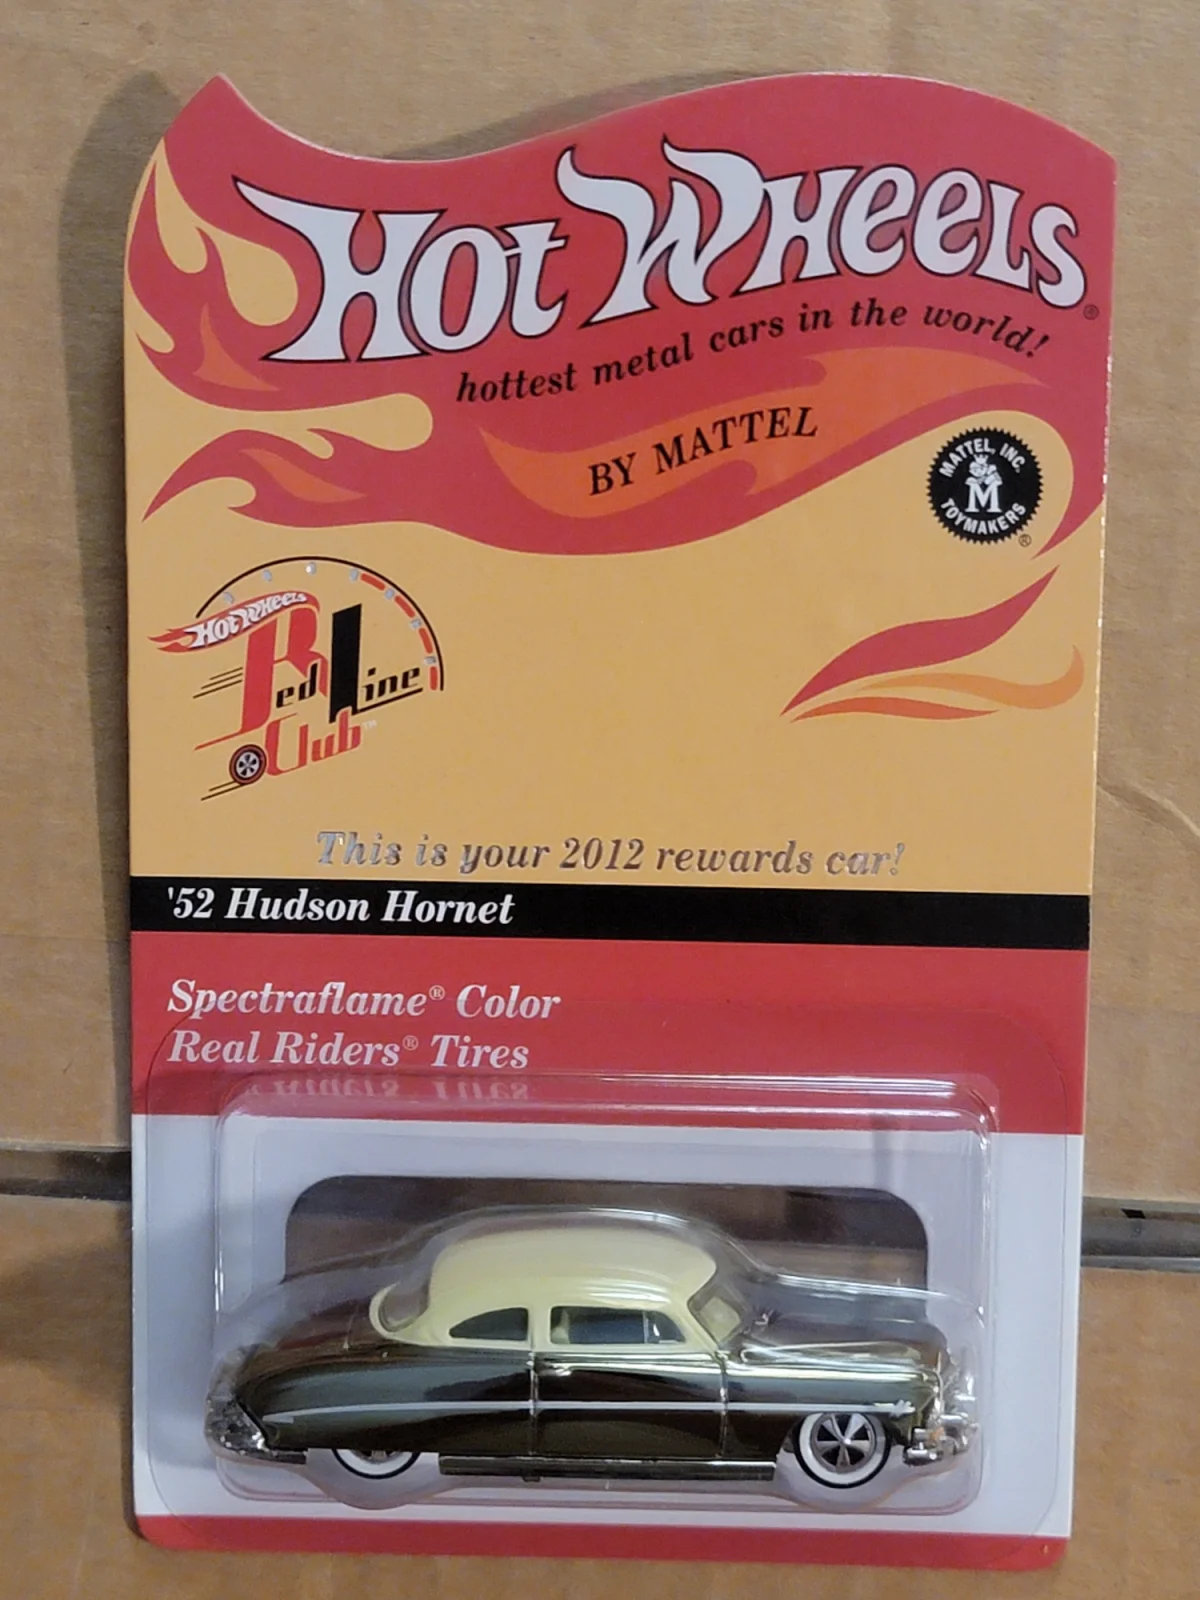 Hot Wheels®
hottest metal cars in the world!
BY MATTEL
MATTEL, INC.
M
TOYMAKERS
®
Hot Wheels
Red Line
Club™
This is your 2012 rewards car!
'52 Hudson Hornet
Spectraflame® Color
Real Riders® Tires